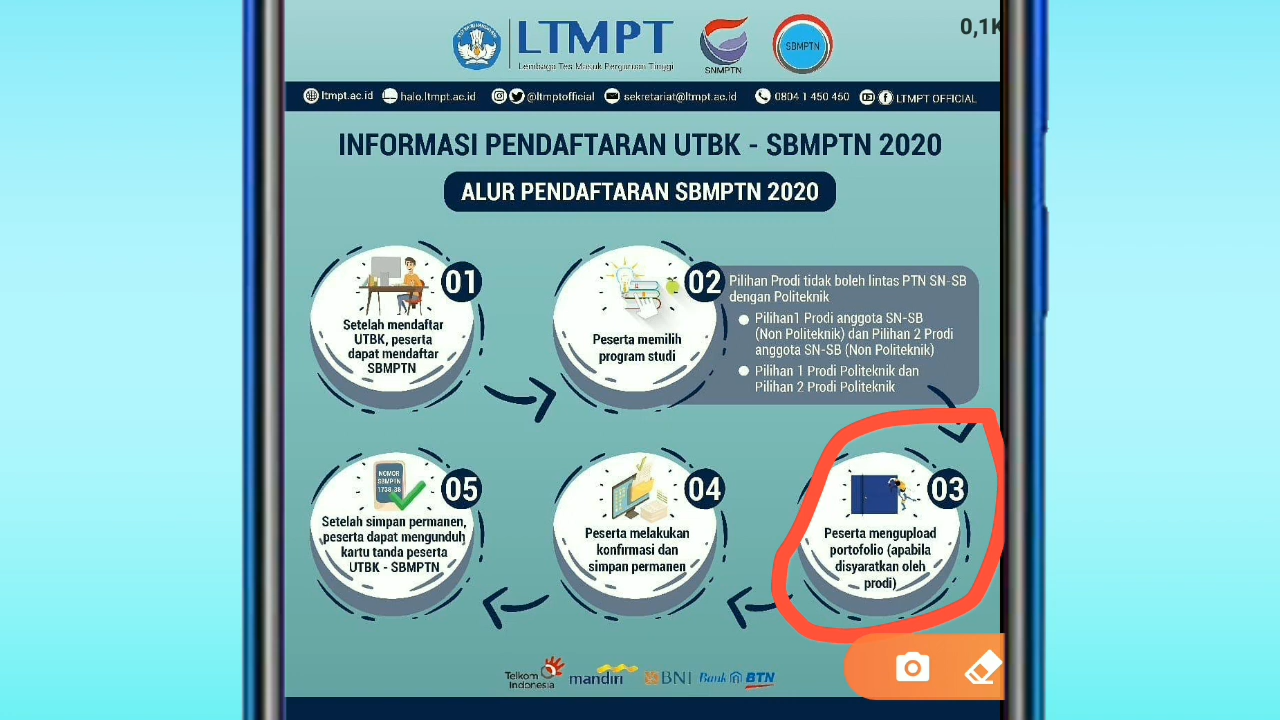 LTMPT
Lembaga Tes Masuk Perguruan Tinggi
SNMPTN
SBMPTN
0,1K
ltmpt.ac.id halo.ltmpt.ac.id @ltmptofficial sekretariat@ltmpt.ac.id 0804 1 450 450 LTMPT OFFICIAL
INFORMASI PENDAFTARAN UTBK - SBMPTN 2020
ALUR PENDAFTARAN SBMPTN 2020
01
Setelah mendaftar
UTBK, peserta
dapat mendaftar
SBMPTN
02
Peserta memilih
program studi
Pilihan Prodi tidak boleh lintas PTN SN-SB
dengan Politeknik
Pilihan1 Prodi anggota SN-SB
(Non Politeknik) dan Pilihan 2 Prodi
anggota SN-SB (Non Politeknik)
Pilihan 1 Prodi Politeknik dan
Pilihan 2 Prodi Politeknik
03
Peserta mengupload
portofolio (apabila
disyaratkan oleh
prodi)
04
Peserta melakukan
konfirmasi dan
simpan permanen
05
NOMOR
SBMPTN
Setelah simpan permanen,
peserta dapat mengunduh
kartu tanda peserta
UTBK - SBMPTN
Telkom
Indonesia
mandiri
BNI
Bank BTN